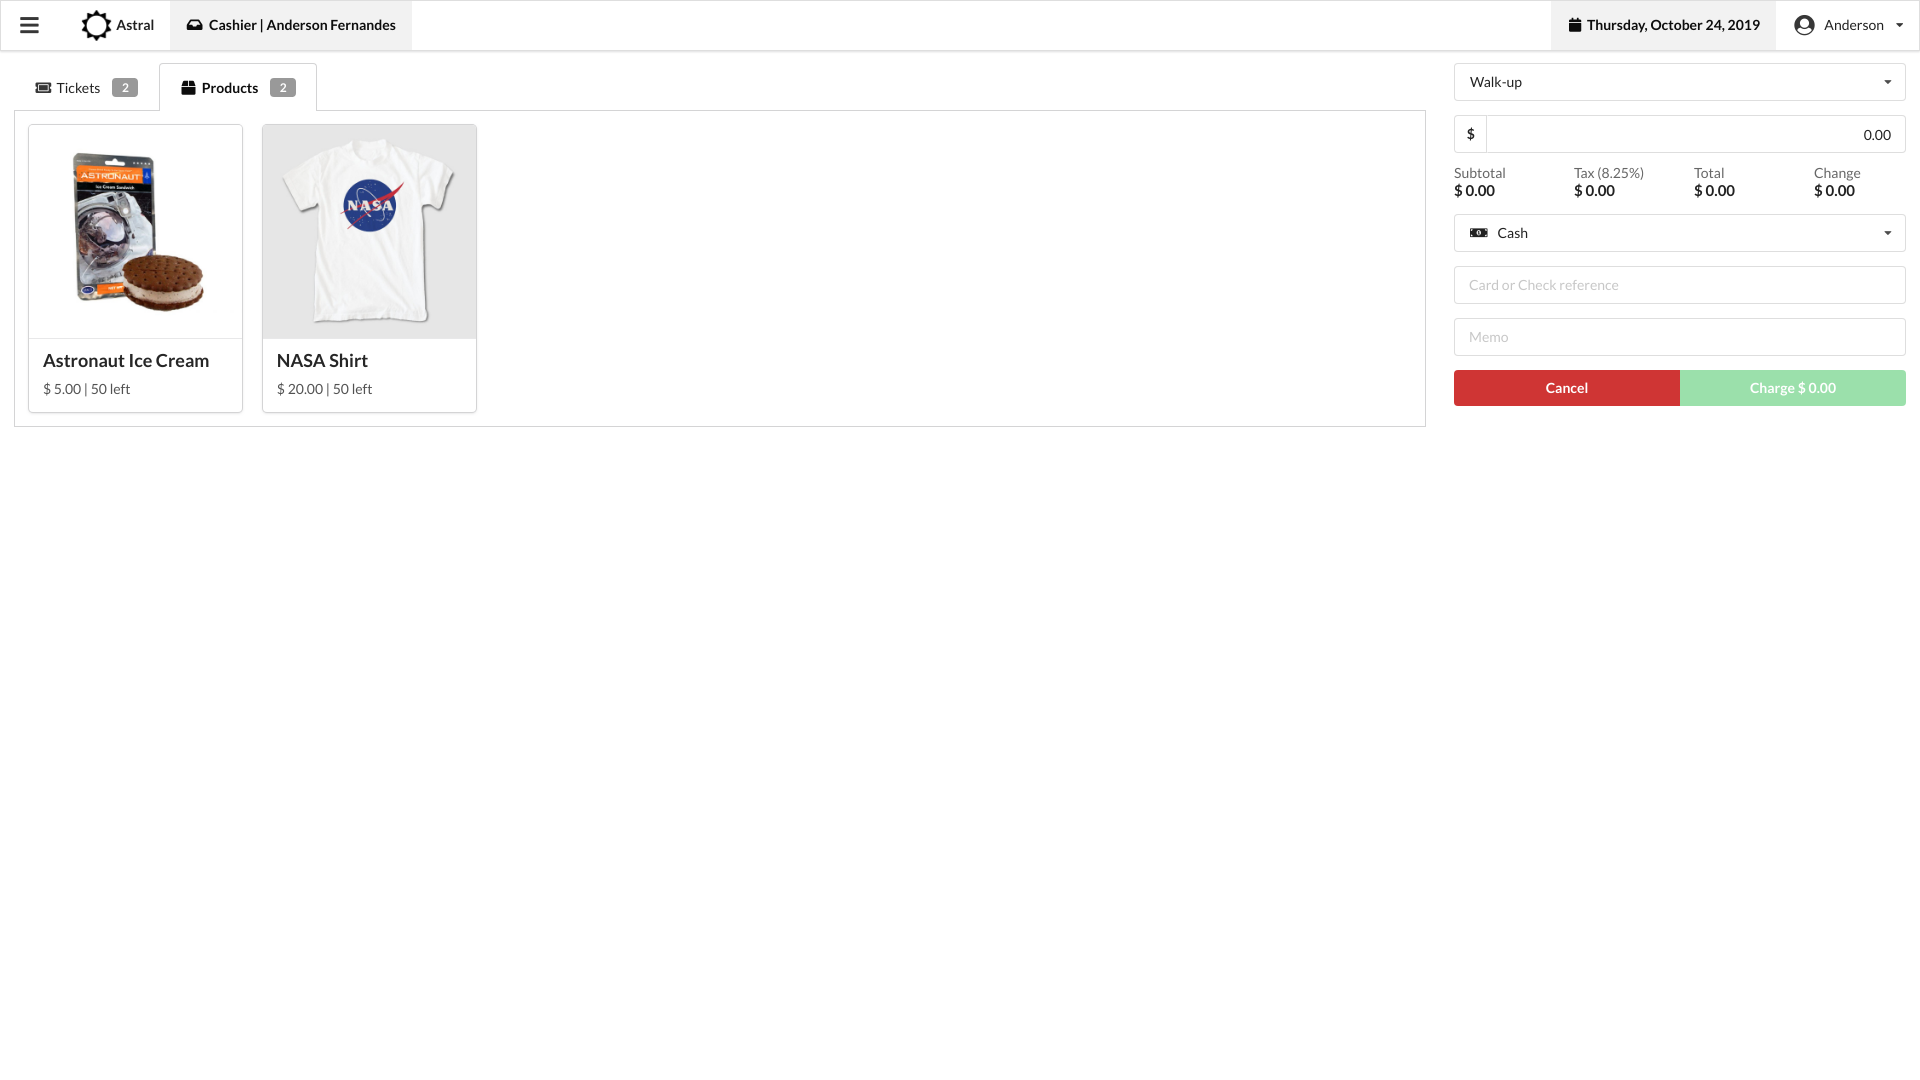 Astral
Cashier | Anderson Fernandes
Thursday, October 24, 2019
Anderson
Tickets 2
Products 2
ASTRONAUT
Ice Cream Sandwich
NASA
Astronaut Ice Cream
$ 5.00 | 50 left
NASA Shirt
$ 20.00 | 50 left
Walk-up
$ 0.00
Subtotal Tax (8.25%) Total Change
$ 0.00 $ 0.00 $ 0.00 $ 0.00
Cash
Card or Check reference
Memo
Cancel
Charge $ 0.00